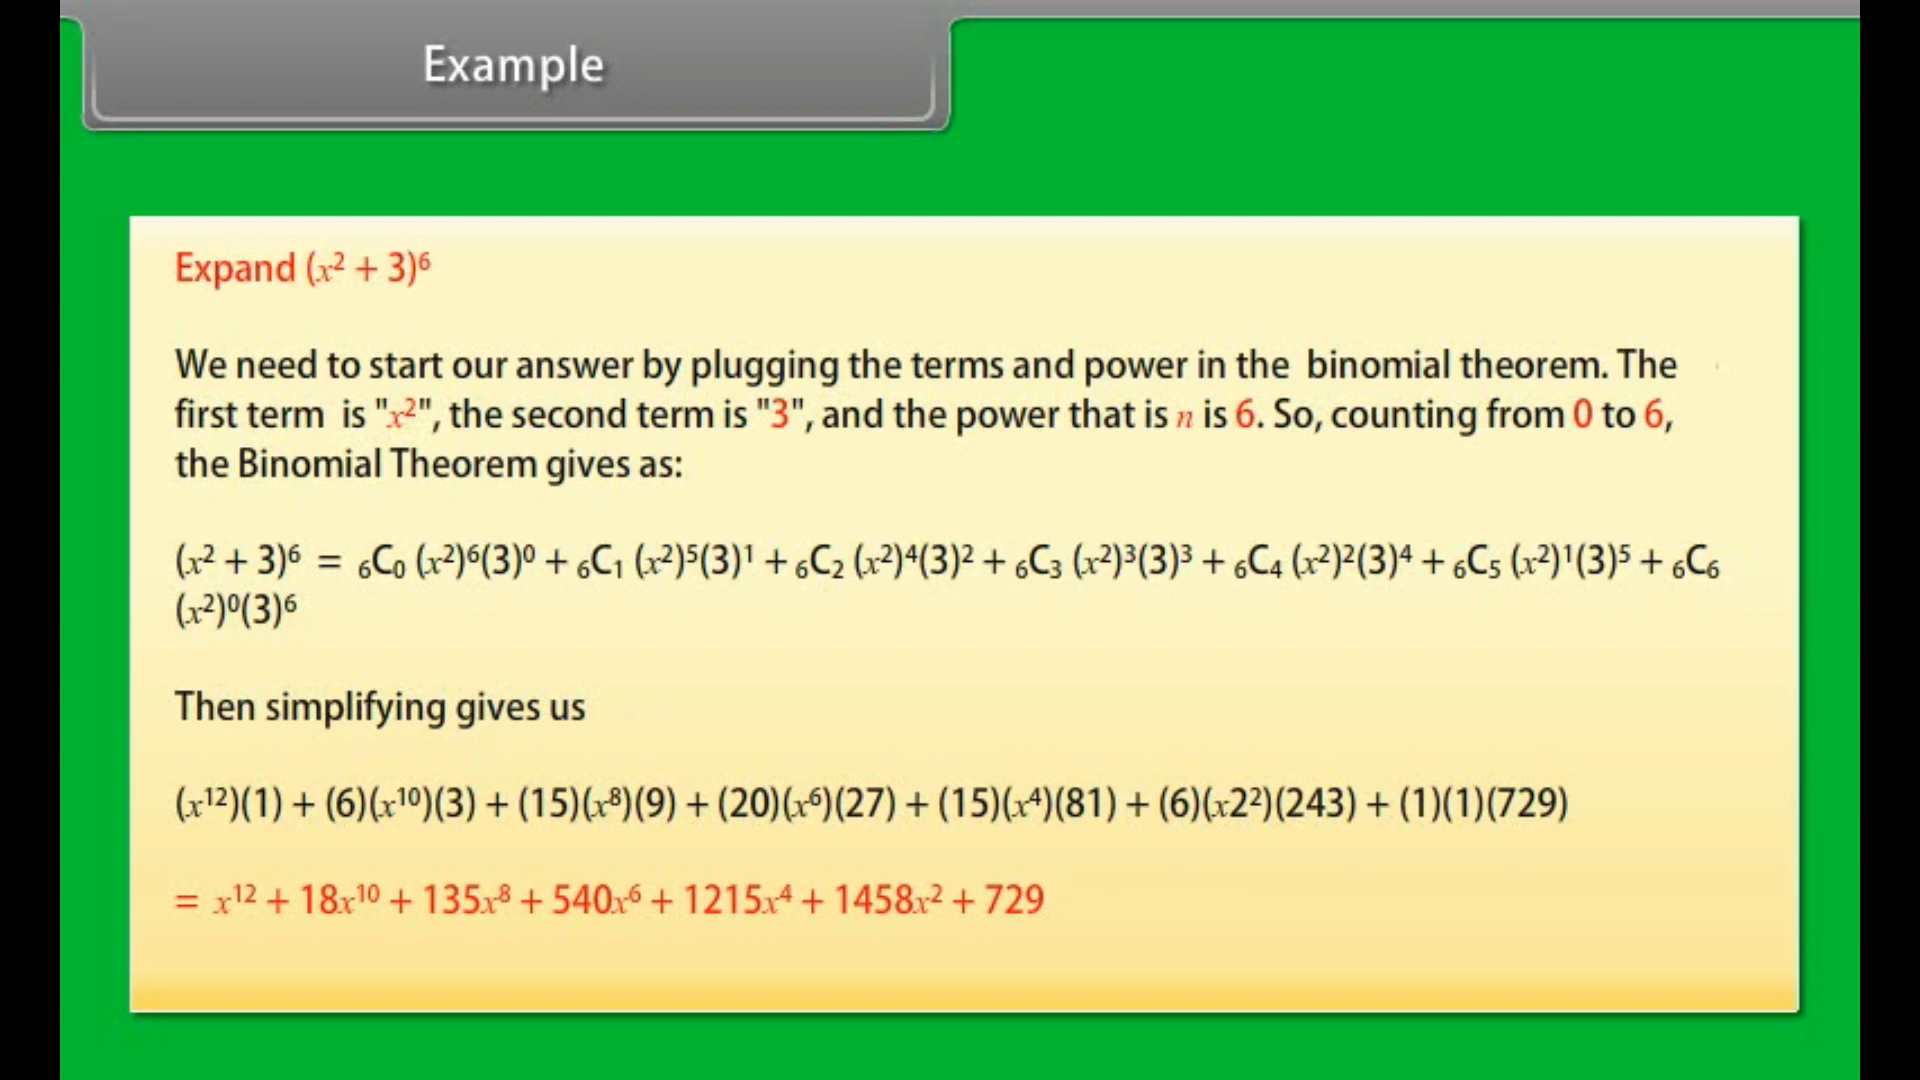 Example
Expand (x² + 3)⁶
We need to start our answer by plugging the terms and power in the binomial theorem. The
first term is "x²", the second term is "3", and the power that is n is 6. So, counting from 0 to 6,
the Binomial Theorem gives as:
(x² + 3)⁶ = ₆C₀ (x²)⁶(3)⁰ + ₆C₁ (x²)⁵(3)¹ + ₆C₂ (x²)⁴(3)² + ₆C₃ (x²)³(3)³ + ₆C₄ (x²)²(3)⁴ + ₆C₅ (x²)¹(3)⁵ + ₆C₆
(x²)⁰(3)⁶
Then simplifying gives us
(x¹²)(1) + (6)(x¹⁰)(3) + (15)(x⁸)(9) + (20)(x⁶)(27) + (15)(x⁴)(81) + (6)(x2²)(243) + (1)(1)(729)
= x¹² + 18x¹⁰ + 135x⁸ + 540x⁶ + 1215x⁴ + 1458x² + 729